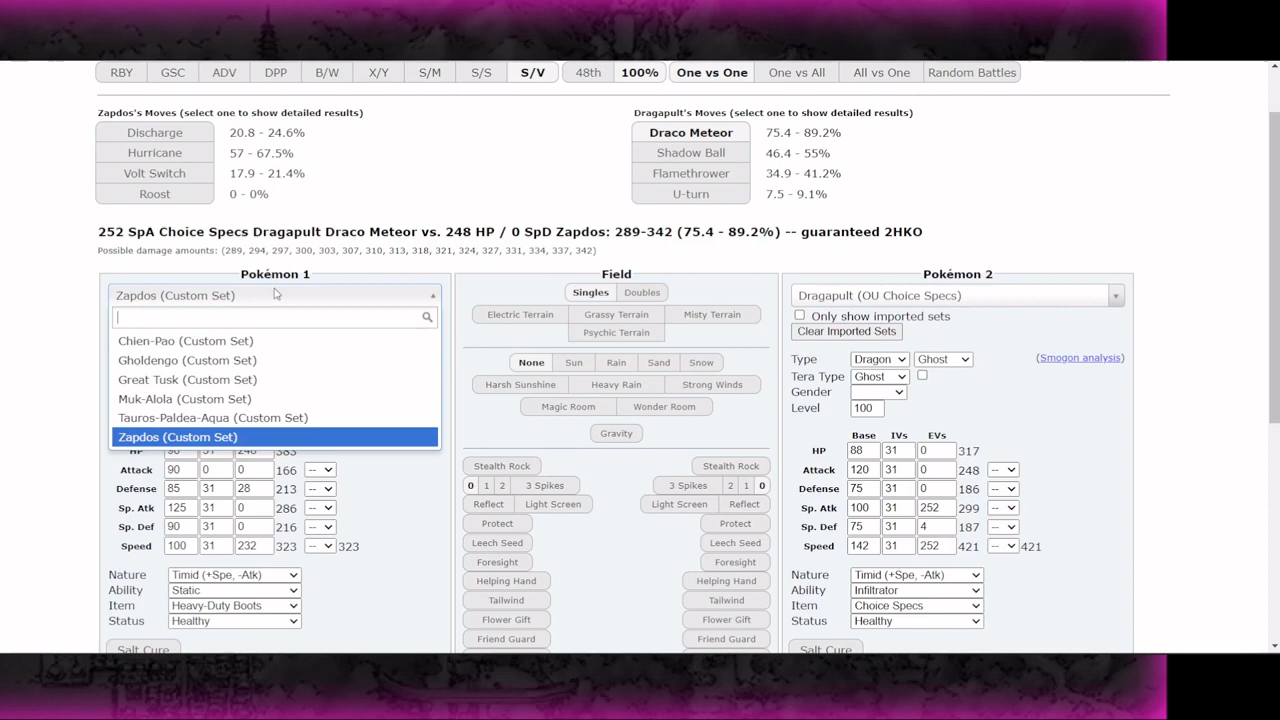 RBY GSC ADV DPP B/W X/Y S/M S/S S/V 48th 100% One vs One One vs All All vs One Random Battles
Zapdos's Moves (select one to show detailed results) Dragapult's Moves (select one to show detailed results)
Discharge 20.8 - 24.6% Draco Meteor 75.4 - 89.2%
Hurricane 57 - 67.5% Shadow Ball 46.4 - 55%
Volt Switch 17.9 - 21.4% Flamethrower 34.9 - 41.2%
Roost 0 - 0% U-turn 7.5 - 9.1%
252 SpA Choice Specs Dragapult Draco Meteor vs. 248 HP / 0 SpD Zapdos: 289-342 (75.4 - 89.2%) -- guaranteed 2HKO
Possible damage amounts: (289, 294, 297, 300, 303, 307, 310, 313, 318, 321, 324, 327, 331, 334, 337, 342)
Pokémon 1
Zapdos (Custom Set)
Chien-Pao (Custom Set)
Gholdengo (Custom Set)
Great Tusk (Custom Set)
Muk-Alola (Custom Set)
Tauros-Paldea-Aqua (Custom Set)
Zapdos (Custom Set)
HP 90 31 248 383
Attack 90 0 0 166 --
Defense 85 31 28 213 --
Sp. Atk 125 31 0 286 --
Sp. Def 90 31 0 216 --
Speed 100 31 232 323 -- 323
Nature Timid (+Spe, -Atk)
Ability Static
Item Heavy-Duty Boots
Status Healthy
Salt Cure
Field
Singles Doubles
Electric Terrain Grassy Terrain Misty Terrain
Psychic Terrain
None Sun Rain Sand Snow
Harsh Sunshine Heavy Rain Strong Winds
Magic Room Wonder Room
Gravity
Stealth Rock Stealth Rock
0 1 2 3 Spikes 3 Spikes 2 1 0
Reflect Light Screen Light Screen Reflect
Protect Protect
Leech Seed Leech Seed
Foresight Foresight
Helping Hand Helping Hand
Tailwind Tailwind
Flower Gift Flower Gift
Friend Guard Friend Guard
Pokémon 2
Dragapult (OU Choice Specs)
Only show imported sets
Clear Imported Sets
Type Dragon Ghost (Smogon analysis)
Tera Type Ghost
Gender
Level 100
Base IVs EVs
HP 88 31 0 317
Attack 120 31 0 248 --
Defense 75 31 0 186 --
Sp. Atk 100 31 252 299 --
Sp. Def 75 31 4 187 --
Speed 142 31 252 421 -- 421
Nature Timid (+Spe, -Atk)
Ability Infiltrator
Item Choice Specs
Status Healthy
Salt Cure